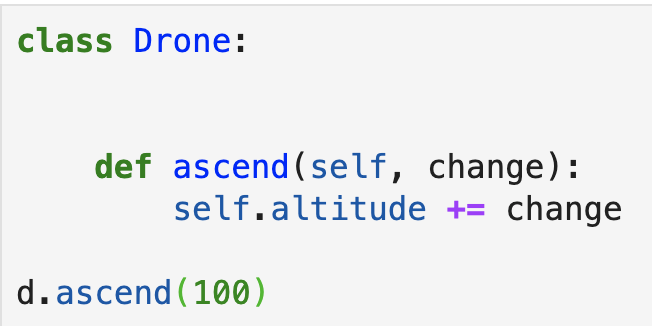 class Drone:
    def ascend(self, change):
        self.altitude += change
d.ascend(100)